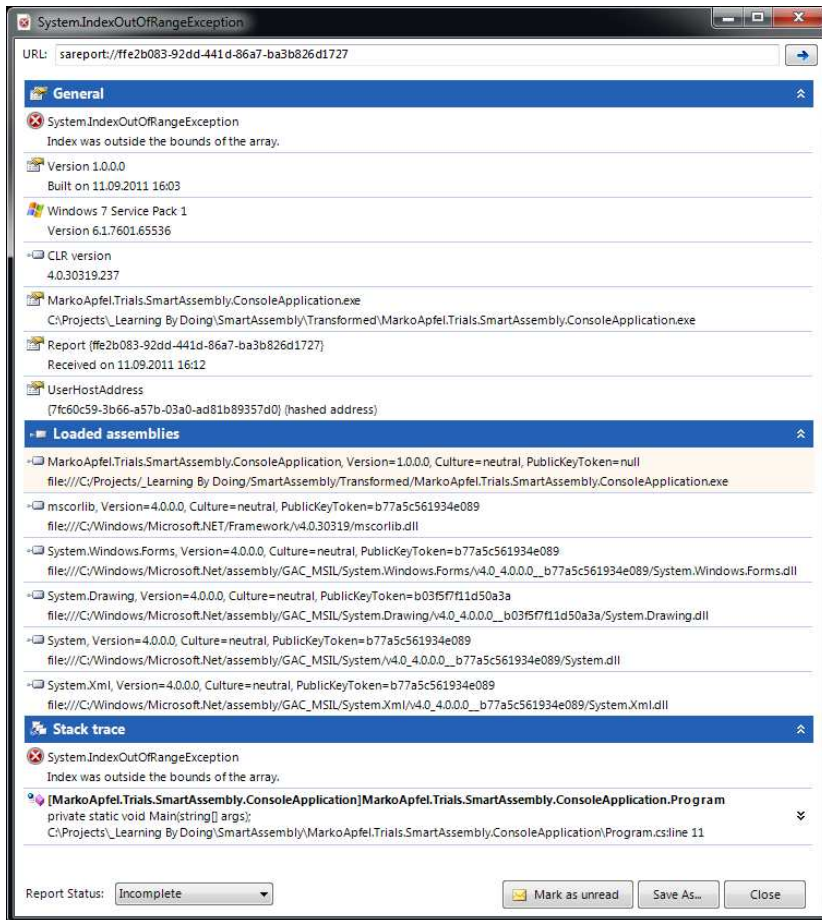 System.IndexOutOfRangeException
URL: sareport://ffe2b083-92dd-441d-86a7-ba3b826d1727
General
System.IndexOutOfRangeException
Index was outside the bounds of the array.
Version 1.0.0.0
Built on 11.09.2011 16:03
Windows 7 Service Pack 1
Version 6.1.7601.65536
CLR version
4.0.30319.237
MarkoApfel.Trials.SmartAssembly.ConsoleApplication.exe
C:\Projects\_Learning By Doing\SmartAssembly\Transformed\MarkoApfel.Trials.SmartAssembly.ConsoleApplication.exe
Report {ffe2b083-92dd-441d-86a7-ba3b826d1727}
Received on 11.09.2011 16:12
UserHostAddress
{7fc60c59-3b66-a57b-03a0-ad81b89357d0} (hashed address)
Loaded assemblies
MarkoApfel.Trials.SmartAssembly.ConsoleApplication, Version=1.0.0.0, Culture=neutral, PublicKeyToken=null
file:///C:/Projects/_Learning By Doing/SmartAssembly/Transformed/MarkoApfel.Trials.SmartAssembly.ConsoleApplication.exe
mscorlib, Version=4.0.0.0, Culture=neutral, PublicKeyToken=b77a5c561934e089
file:///C:/Windows/Microsoft.NET/Framework/v4.0.30319/mscorlib.dll
System.Windows.Forms, Version=4.0.0.0, Culture=neutral, PublicKeyToken=b77a5c561934e089
file:///C:/Windows/Microsoft.Net/assembly/GAC_MSIL/System.Windows.Forms/v4.0_4.0.0.0__b77a5c561934e089/System.Windows.Forms.dll
System.Drawing, Version=4.0.0.0, Culture=neutral, PublicKeyToken=b03f5f7f11d50a3a
file:///C:/Windows/Microsoft.Net/assembly/GAC_MSIL/System.Drawing/v4.0_4.0.0.0__b03f5f7f11d50a3a/System.Drawing.dll
System, Version=4.0.0.0, Culture=neutral, PublicKeyToken=b77a5c561934e089
file:///C:/Windows/Microsoft.Net/assembly/GAC_MSIL/System/v4.0_4.0.0.0__b77a5c561934e089/System.dll
System.Xml, Version=4.0.0.0, Culture=neutral, PublicKeyToken=b77a5c561934e089
file:///C:/Windows/Microsoft.Net/assembly/GAC_MSIL/System.Xml/v4.0_4.0.0.0__b77a5c561934e089/System.Xml.dll
Stack trace
System.IndexOutOfRangeException
Index was outside the bounds of the array.
[MarkoApfel.Trials.SmartAssembly.ConsoleApplication]MarkoApfel.Trials.SmartAssembly.ConsoleApplication.Program
private static void Main(string[] args);
C:\Projects\_Learning By Doing\SmartAssembly\MarkoApfel.Trials.SmartAssembly.ConsoleApplication\Program.cs:line 11
Report Status: Incomplete Mark as unread Save As... Close